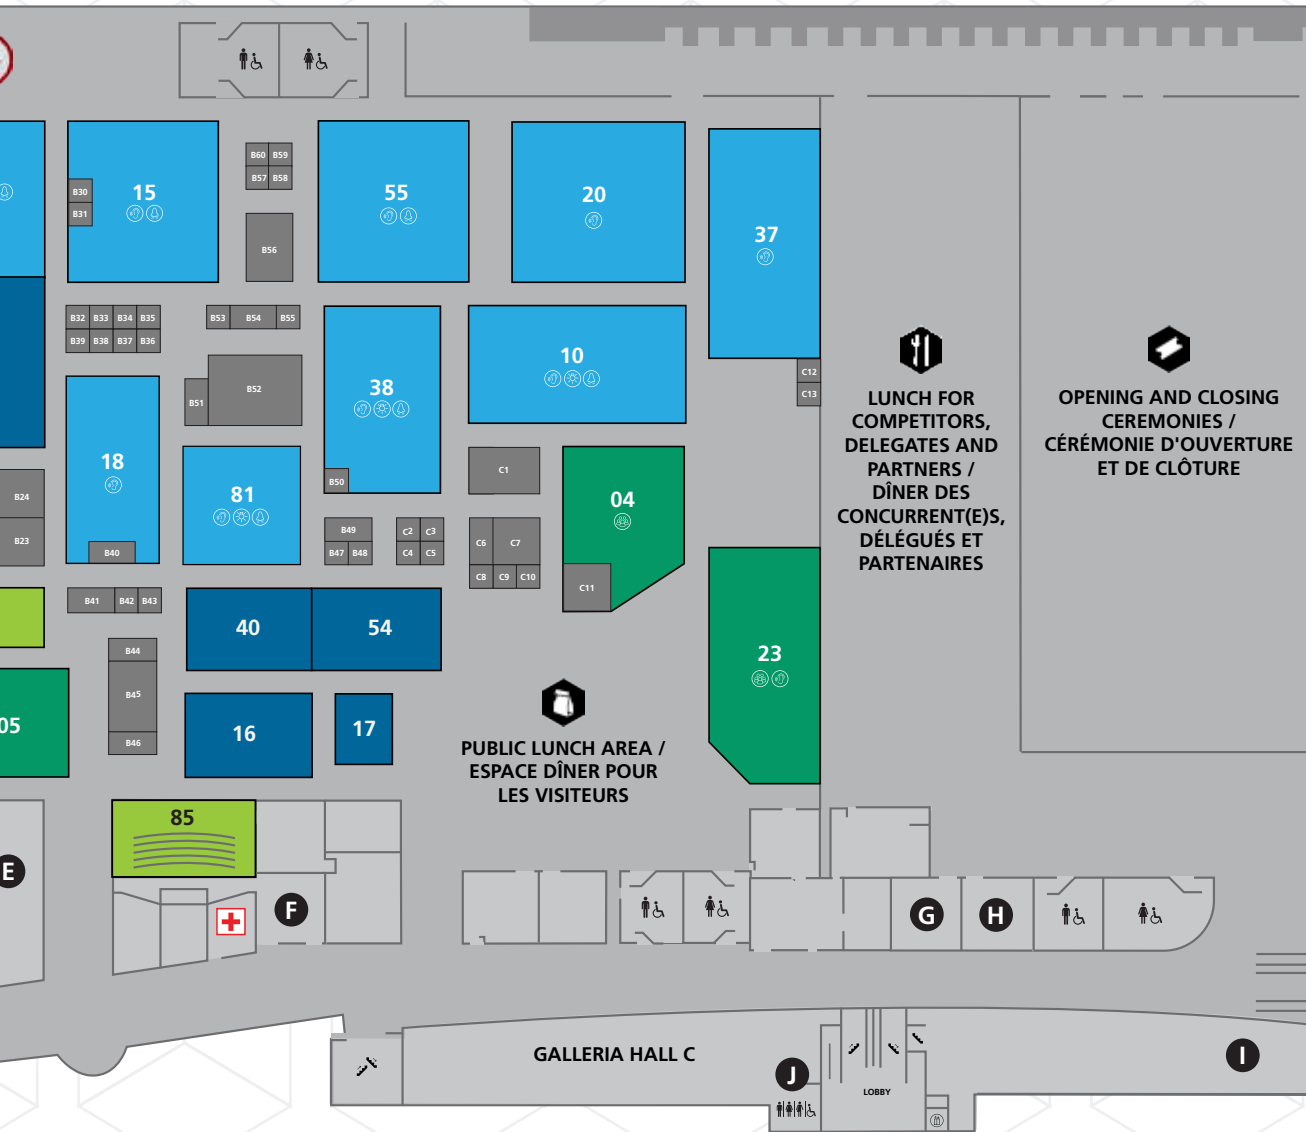 15
B30
B31
B60
B59
B57
B58
B56
55
20
37
B32
B33
B34
B35
B39
B38
B37
B36
B53
B54
B55
B51
B52
38
B50
10
C12
C13
LUNCH FOR
COMPETITORS,
DELEGATES AND
PARTNERS /
DÎNER DES
CONCURRENT(E)S,
DÉLÉGUÉS ET
PARTENAIRES
OPENING AND CLOSING
CEREMONIES /
CÉRÉMONIE D'OUVERTURE
ET DE CLÔTURE
18
B40
81
B24
B23
B49
B47
B48
C2
C3
C4
C5
C1
C6
C7
C8
C9
C10
04
C11
B41
B42
B43
40
54
B44
B45
B46
05
16
17
23
PUBLIC LUNCH AREA /
ESPACE DÎNER POUR
LES VISITEURS
85
E
F
G
H
GALLERIA HALL C
J
LOBBY
I